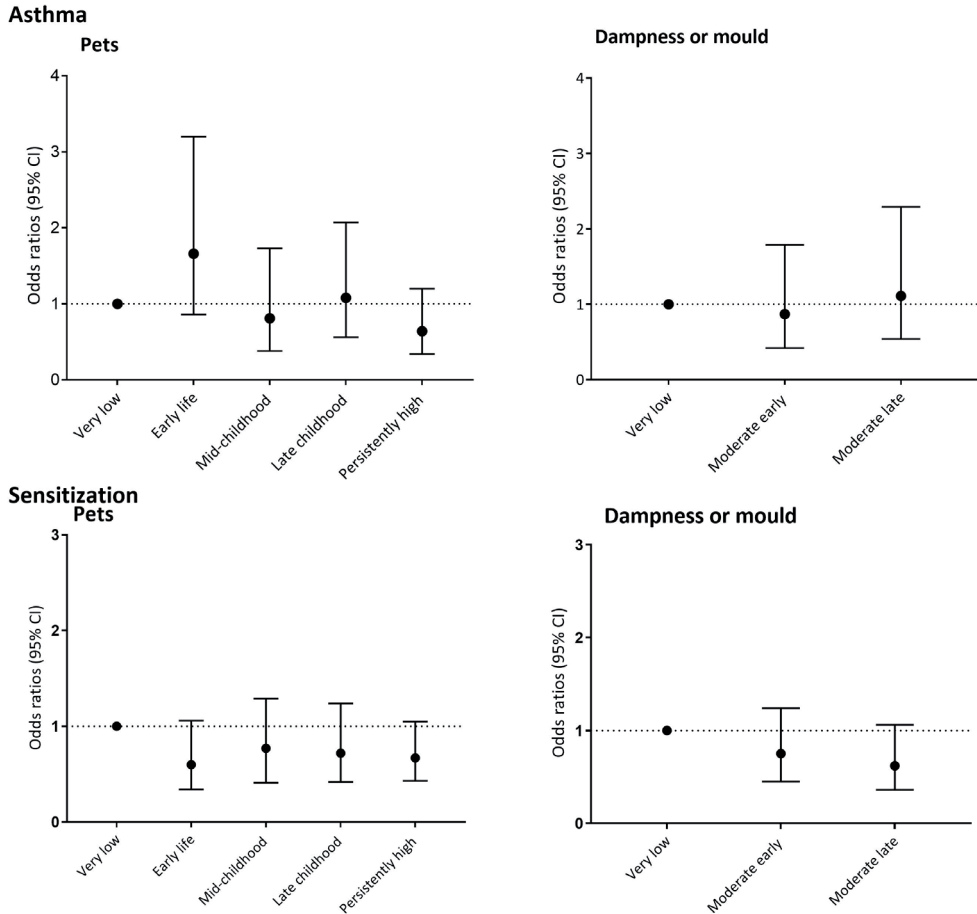 Asthma
Pets
Odds ratios (95% CI)
4
3
2
1
0
Very low
Early life
Mid-childhood
Late childhood
Persistently high
Dampness or mould
Odds ratios (95% CI)
4
3
2
1
0
Very low
Moderate early
Moderate late
Sensitization
Pets
Odds ratios (95% CI)
3
2
1
0
Very low
Early life
Mid-childhood
Late childhood
Persistently high
Dampness or mould
Odds ratios (95% CI)
3
2
1
0
Very low
Moderate early
Moderate late